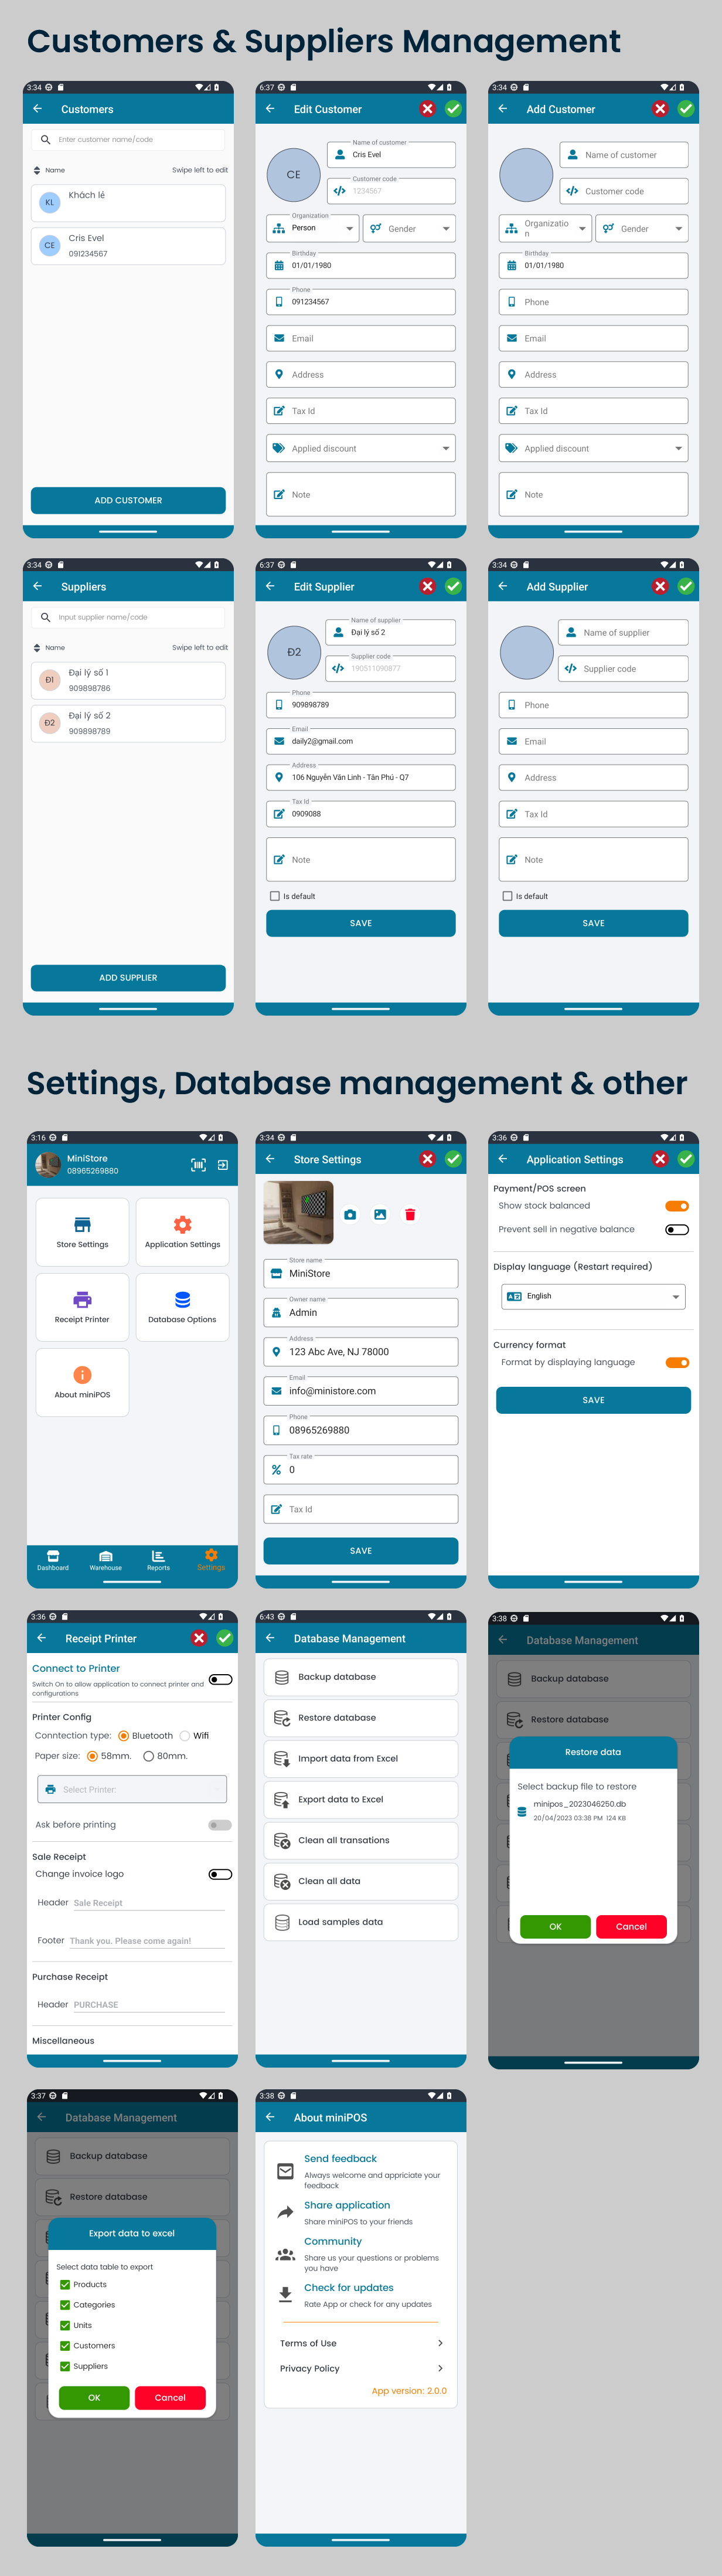 Customers & Suppliers Management
3:34
Customers
Enter customer name/code
Name
Swipe left to edit
KL
Khách lẻ
CE
Cris Evel
091234567
ADD CUSTOMER
6:37
Edit Customer
CE
Name of customer
Cris Evel
Customer code
1234567
Organization
Person
Gender
Birthday
01/01/1980
Phone
091234567
Email
Address
Tax Id
Applied discount
Note
3:34
Add Customer
Name of customer
Customer code
Organizatio
n
Gender
Birthday
01/01/1980
Phone
Email
Address
Tax Id
Applied discount
Note
3:34
Suppliers
Input supplier name/code
Name
Swipe left to edit
Đ1
Đại lý số 1
909898786
Đ2
Đại lý số 2
909898789
ADD SUPPLIER
6:37
Edit Supplier
Đ2
Name of supplier
Đại lý số 2
Supplier code
190511090877
Phone
909898789
Email
daily2@gmail.com
Address
106 Nguyễn Văn Linh - Tân Phú - Q7
Tax Id
0909088
Note
Is default
SAVE
3:34
Add Supplier
Name of supplier
Supplier code
Phone
Email
Address
Tax Id
Note
Is default
SAVE
Settings, Database management & other
3:16
MiniStore
08965269880
Store Settings
Application Settings
Receipt Printer
Database Options
About miniPOS
Dashboard
Warehouse
Reports
Settings
3:34
Store Settings
Store name
MiniStore
Owner name
Admin
Address
123 Abc Ave, NJ 78000
Email
info@ministore.com
Phone
08965269880
Tax rate
0
Tax Id
SAVE
3:36
Application Settings
Payment/POS screen
Show stock balanced
Prevent sell in negative balance
Display language (Restart required)
English
Currency format
Format by displaying language
SAVE
3:36
Receipt Printer
Connect to Printer
Switch On to allow application to connect printer and
configurations
Printer Config
Conntection type:
Bluetooth
Wifi
Paper size:
58mm.
80mm.
Select Printer:
Ask before printing
Sale Receipt
Change invoice logo
Header
Sale Receipt
Footer
Thank you. Please come again!
Purchase Receipt
Header
PURCHASE
Miscellaneous
6:43
Database Management
Backup database
Restore database
Import data from Excel
Export data to Excel
Clean all transations
Clean all data
Load samples data
3:38
Database Management
Backup database
Restore database
Restore data
Select backup file to restore
minipos_2023046250.db
20/04/2023 03:38 PM 124 KB
OK
Cancel
3:37
Database Management
Backup database
Restore database
Export data to excel
Select data table to export
Products
Categories
Units
Customers
Suppliers
OK
Cancel
3:38
About miniPOS
Send feedback
Always welcome and appriciate your
feedback
Share application
Share miniPOS to your friends
Community
Share us your questions or problems
you have
Check for updates
Rate App or check for any updates
Terms of Use
Privacy Policy
App version: 2.0.0